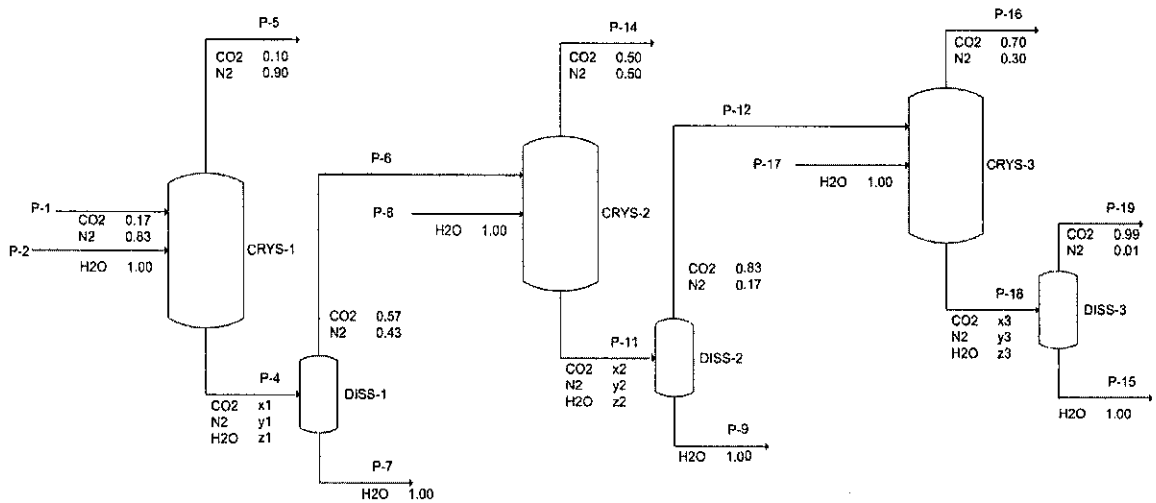 P-5
CO2 0.10
N2 0.90
P-14
CO2 0.50
N2 0.50
P-16
CO2 0.70
N2 0.30
P-12
P-6
P-17
H2O 1.00
CRYS-3
P-1
CO2 0.17
N2 0.83
P-2
H2O 1.00
CRYS-1
P-8
H2O 1.00
CRYS-2
P-19
CO2 0.99
N2 0.01
CO2 0.83
N2 0.17
CO2 0.57
N2 0.43
P-18
CO2 x3
N2 y3
H2O z3
DISS-3
P-11
CO2 x2
N2 y2
H2O z2
DISS-2
P-4
CO2 x1
N2 y1
H2O z1
DISS-1
P-15
H2O 1.00
P-9
H2O 1.00
P-7
H2O 1.00